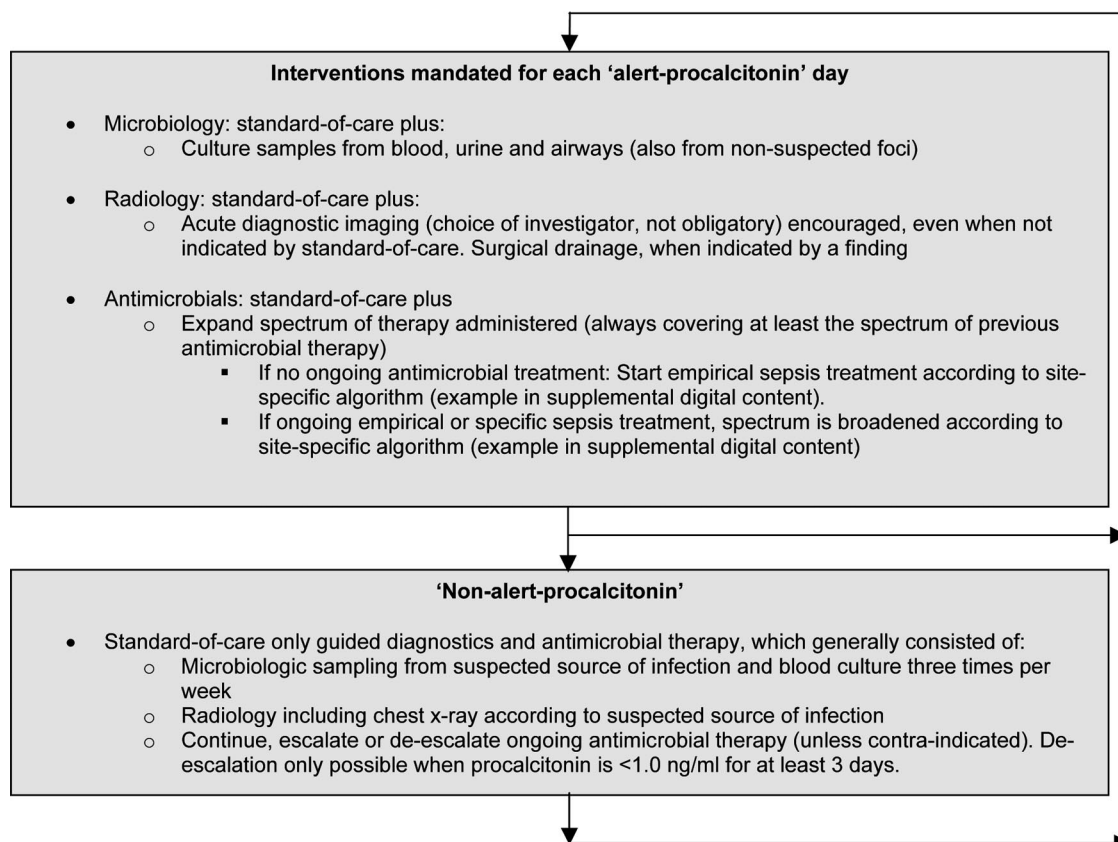 Interventions mandated for each ‘alert-procalcitonin’ day
• Microbiology: standard-of-care plus:
o Culture samples from blood, urine and airways (also from non-suspected foci)
• Radiology: standard-of-care plus:
o Acute diagnostic imaging (choice of investigator, not obligatory) encouraged, even when not
indicated by standard-of-care. Surgical drainage, when indicated by a finding
• Antimicrobials: standard-of-care plus
o Expand spectrum of therapy administered (always covering at least the spectrum of previous
antimicrobial therapy)
▪ If no ongoing antimicrobial treatment: Start empirical sepsis treatment according to site-
specific algorithm (example in supplemental digital content).
▪ If ongoing empirical or specific sepsis treatment, spectrum is broadened according to
site-specific algorithm (example in supplemental digital content)
‘Non-alert-procalcitonin’
• Standard-of-care only guided diagnostics and antimicrobial therapy, which generally consisted of:
o Microbiologic sampling from suspected source of infection and blood culture three times per
week
o Radiology including chest x-ray according to suspected source of infection
o Continue, escalate or de-escalate ongoing antimicrobial therapy (unless contra-indicated). De-
escalation only possible when procalcitonin is <1.0 ng/ml for at least 3 days.